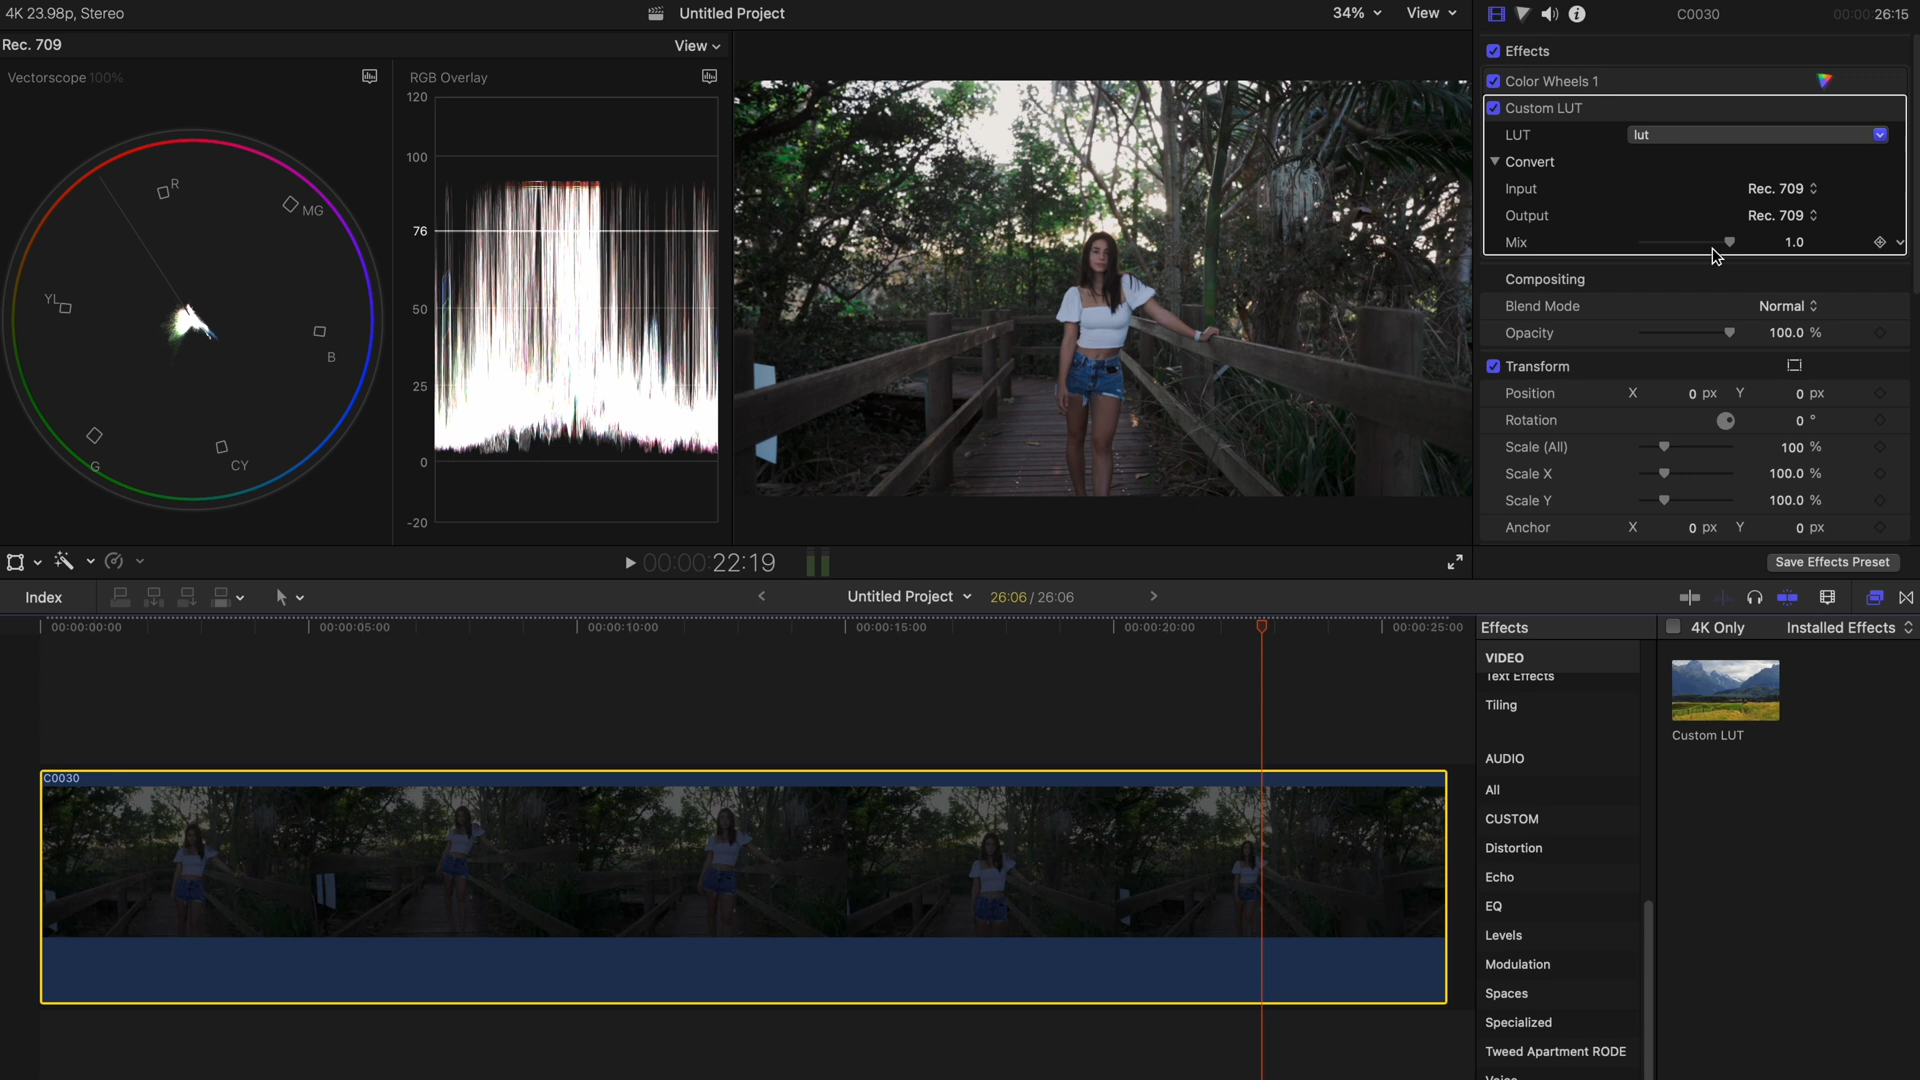 4K 23.98p, Stereo
Untitled Project
34%
View
C0030
00:00:26:15
Rec. 709
View
Vectorscope 100%
RGB Overlay
120
100
76
50
25
0
-20
R
MG
YL
B
G
CY
Effects
Color Wheels 1
Custom LUT
LUT
lut
Convert
Input
Rec. 709
Output
Rec. 709
Mix
1.0
Compositing
Blend Mode
Normal
Opacity
100.0 %
Transform
Position
X 0 px Y 0 px
Rotation
0 °
Scale (All)
100 %
Scale X
100.0 %
Scale Y
100.0 %
Anchor
X 0 px Y 0 px
00:00:22:19
Save Effects Preset
Index
Untitled Project
26:06 / 26:06
00:00:00:00
00:00:05:00
00:00:10:00
00:00:15:00
00:00:20:00
00:00:25:00
C0030
Effects
4K Only
Installed Effects
VIDEO
Text Effects
Tiling
AUDIO
All
CUSTOM
Distortion
Echo
EQ
Levels
Modulation
Spaces
Specialized
Tweed Apartment RODE
Voice
Custom LUT